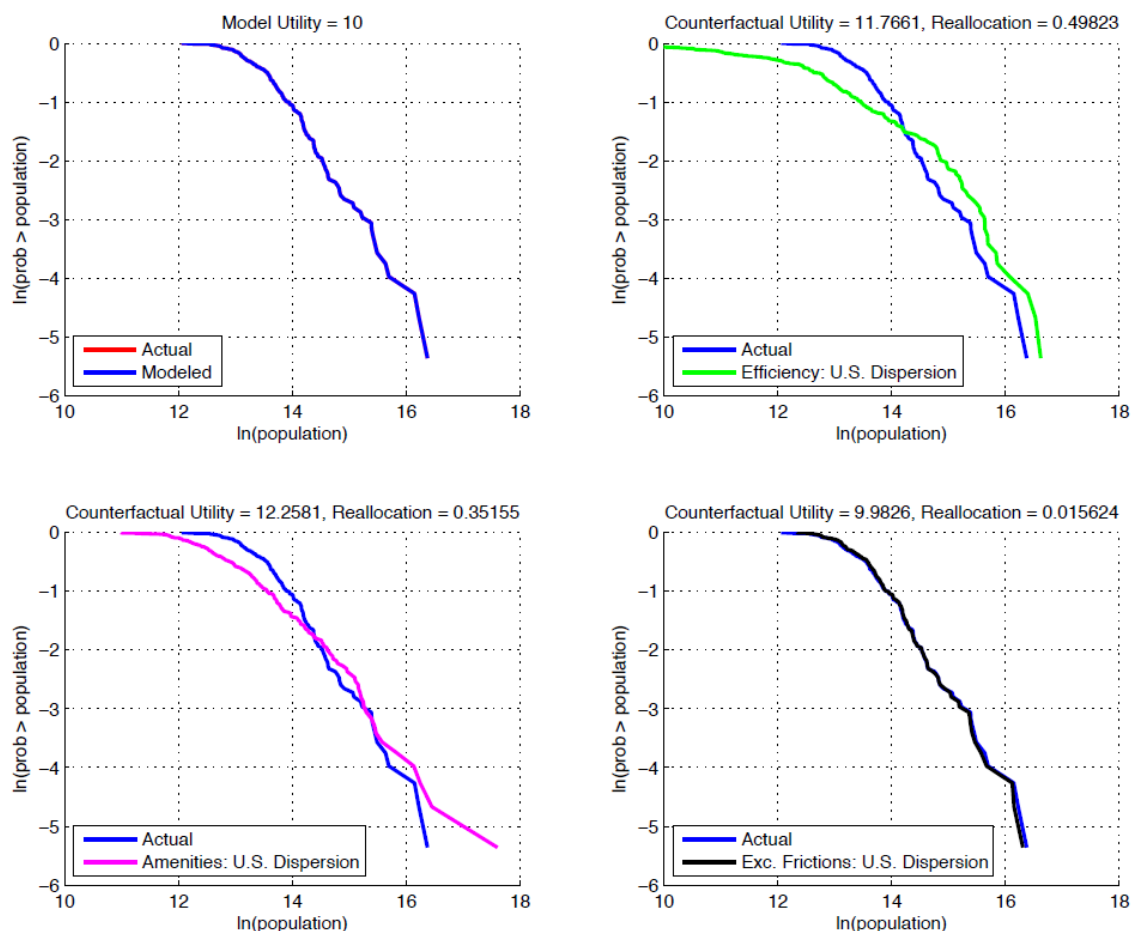 Model Utility = 10
0
−1
−2
−3
−4
−5
−6
ln(prob > population)
Actual
Modeled
10 12 14 16 18
ln(population)
Counterfactual Utility = 11.7661, Reallocation = 0.49823
0
−1
−2
−3
−4
−5
−6
ln(prob > population)
Actual
Efficiency: U.S. Dispersion
10 12 14 16 18
ln(population)
Counterfactual Utility = 12.2581, Reallocation = 0.35155
0
−1
−2
−3
−4
−5
−6
ln(prob > population)
Actual
Amenities: U.S. Dispersion
10 12 14 16 18
ln(population)
Counterfactual Utility = 9.9826, Reallocation = 0.015624
0
−1
−2
−3
−4
−5
−6
ln(prob > population)
Actual
Exc. Frictions: U.S. Dispersion
10 12 14 16 18
ln(population)